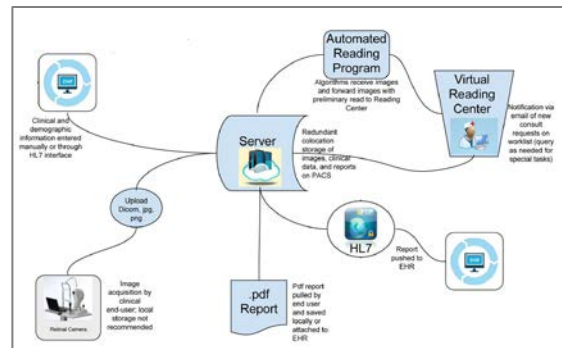 Automated
Reading
Program
Algorithms receive images
and forward images with
preliminary read to Reading
Center
Virtual
Reading
Center
Notification via
email of new
consult
requests on
worklist (query
as needed for
special tasks)
EHR
Clinical and
demographic
information entered
manually or through
HL7 interface
Server
Redundant
colocation
storage of
images, clinical
data, and reports
on PACS
Upload
Dicom, jpg,
png
HL7
Report
pushed to
EHR
EHR
Image
acquisition by
clinical
end-user; local
storage not
recommended
Retinal Camera
.pdf
Report
Pdf report
pulled by
end user
and saved
locally or
attached to
EHR